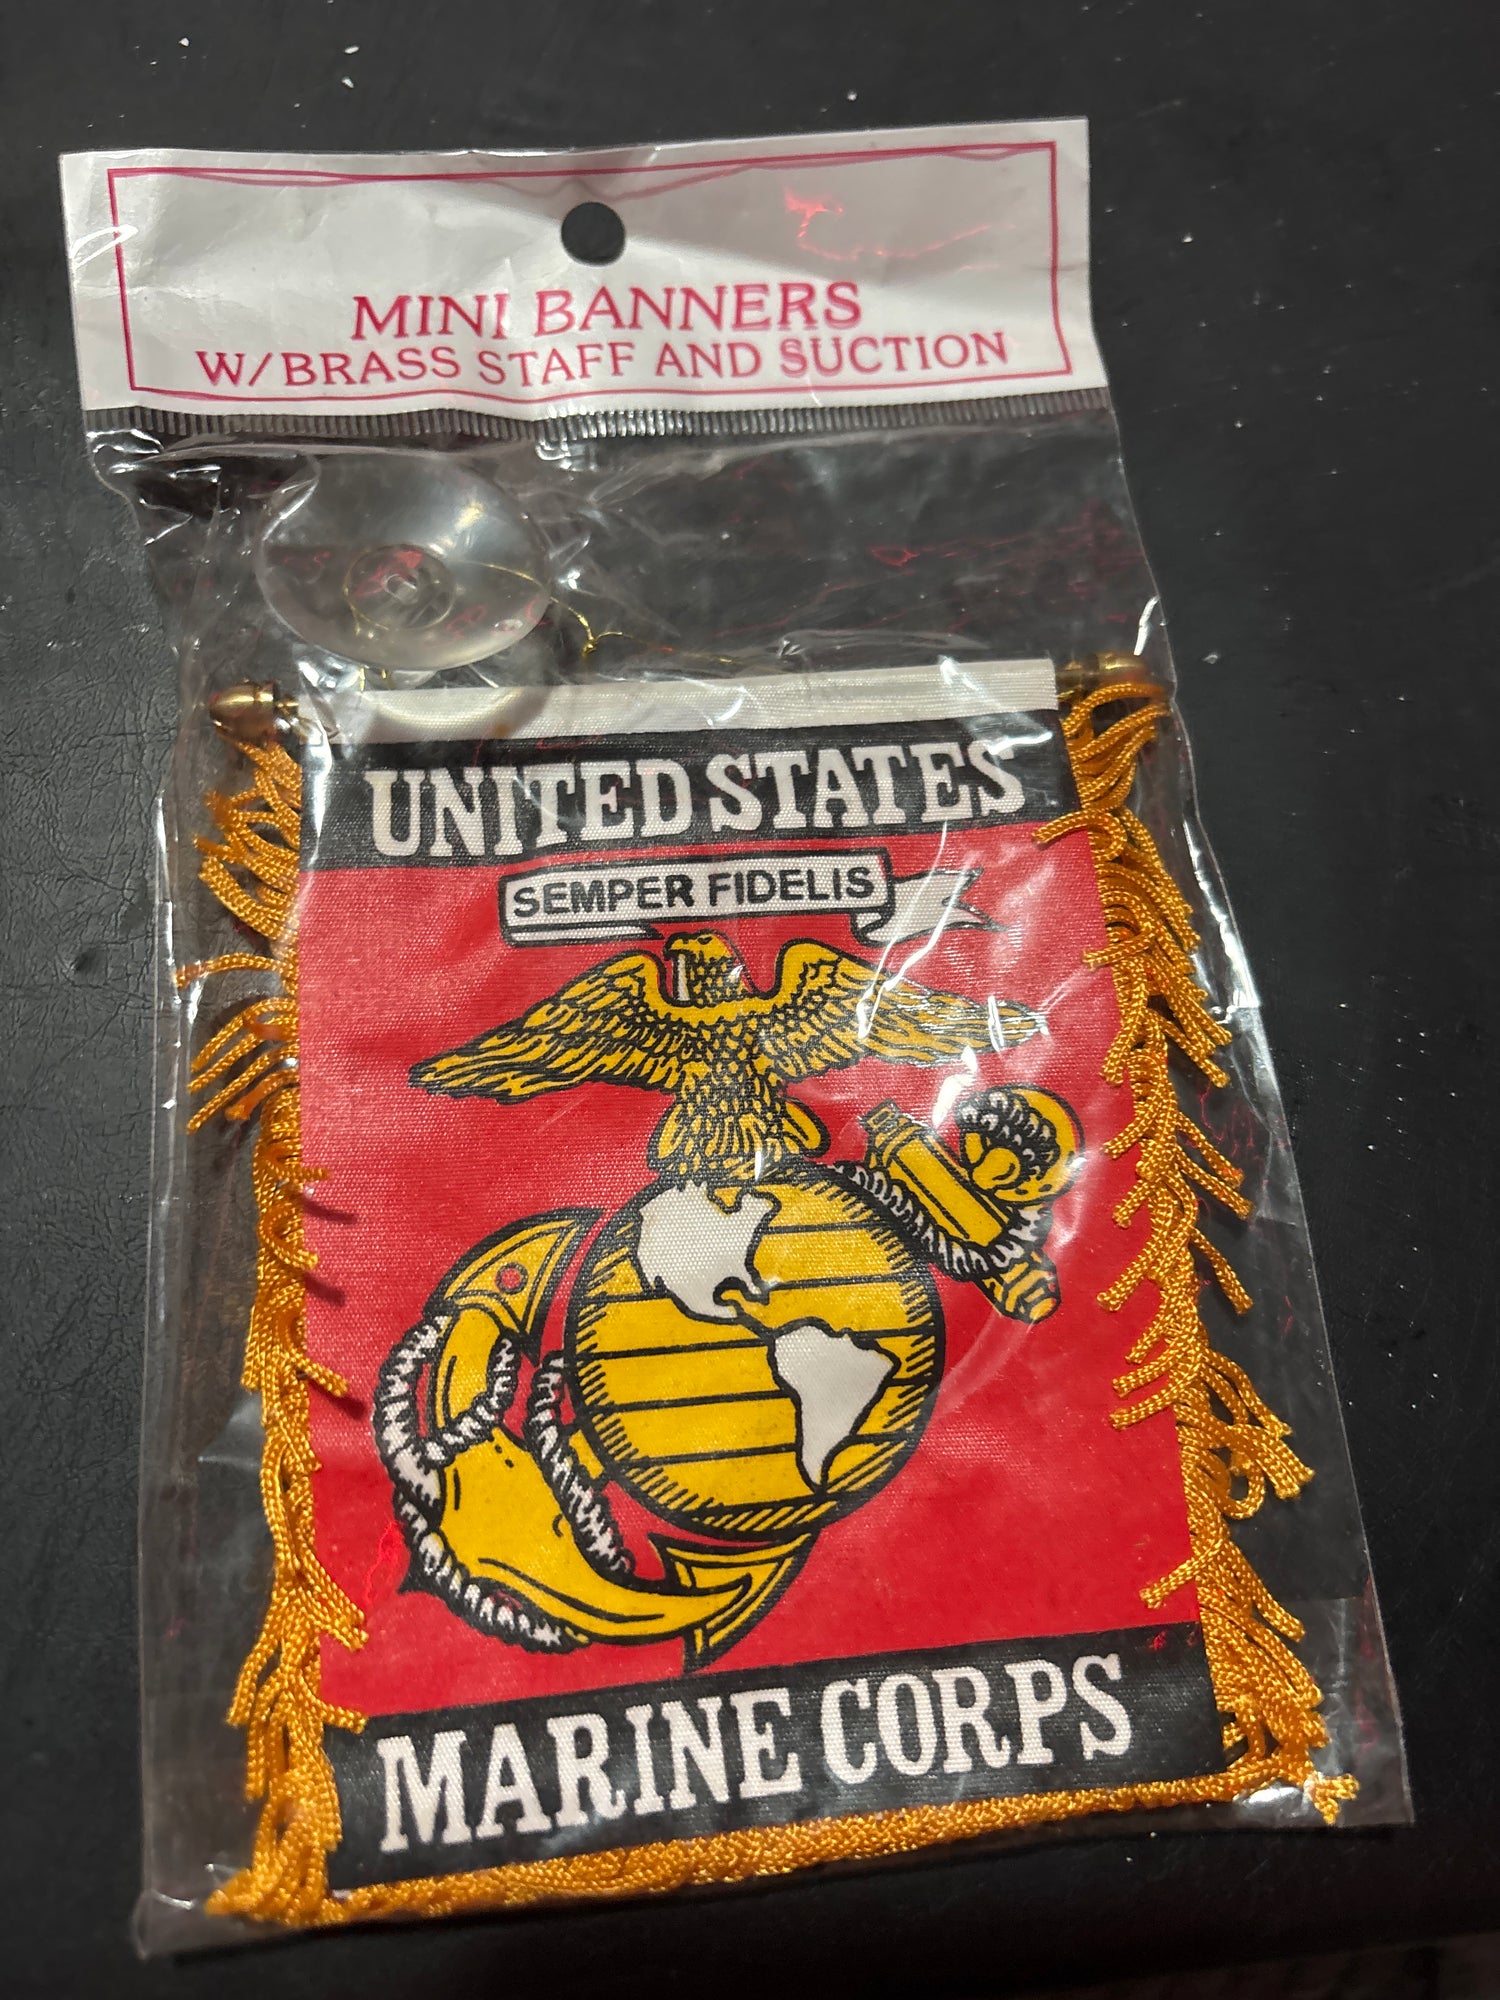 MINI BANNERS
W/BRASS STAFF AND SUCTION
UNITED STATES
SEMPER FIDELIS
MARINE CORPS